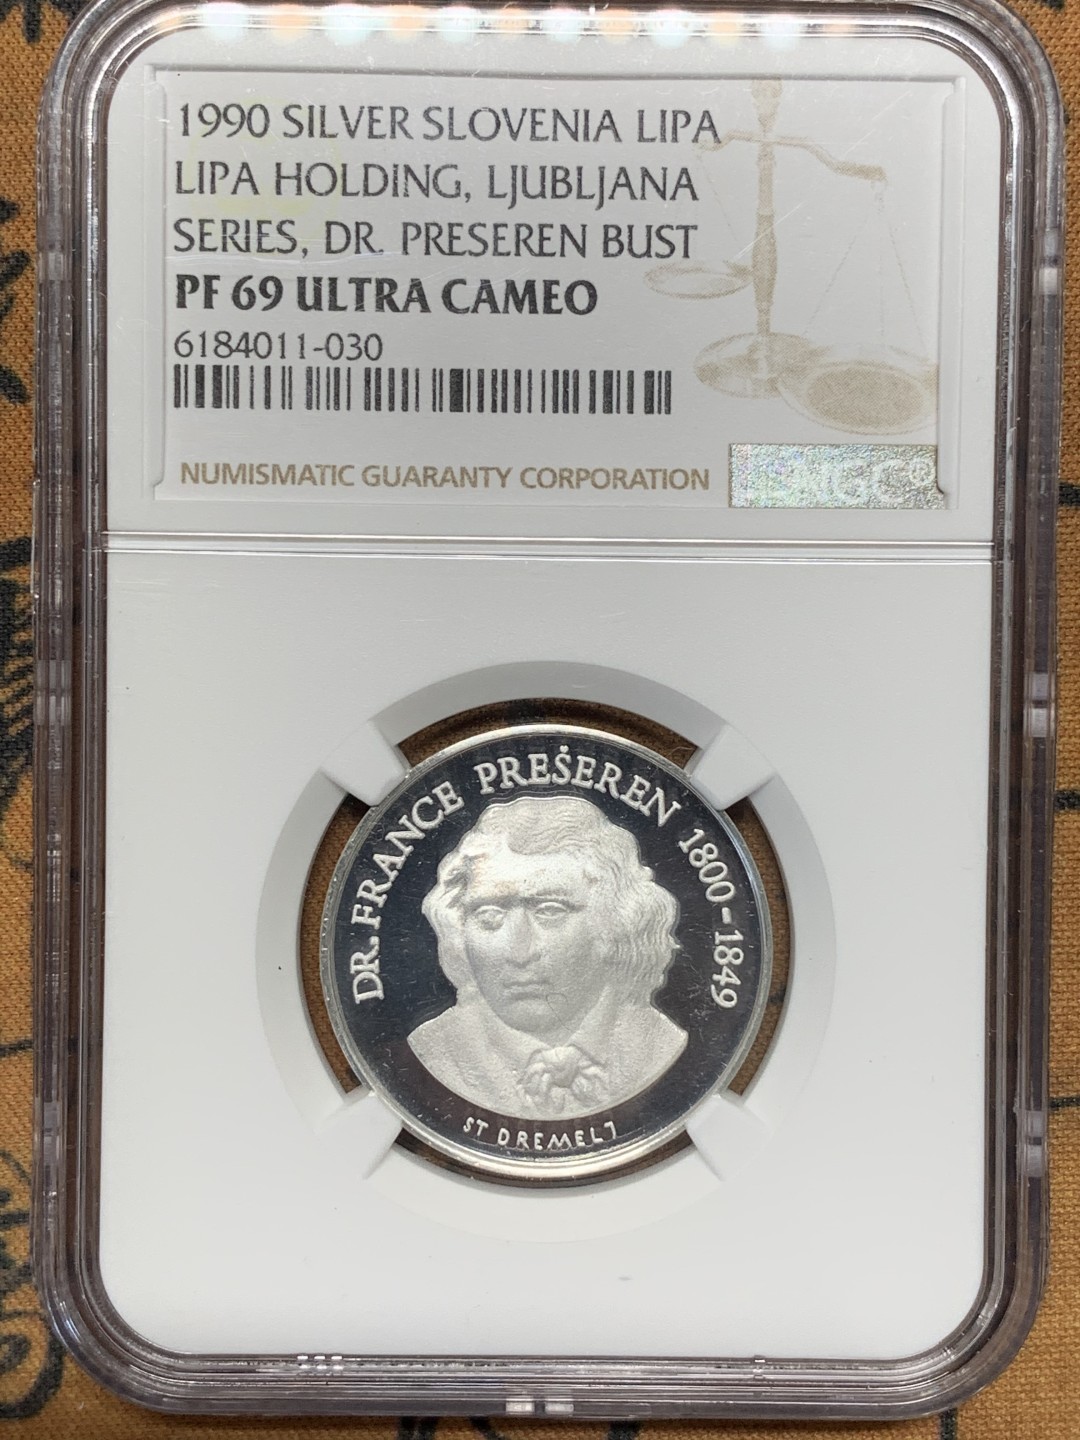 1990 SILVER SLOVENIA LIPA
LIPA HOLDING, LJUBLJANA
SERIES, DR. PRESEREN BUST
PF 69 ULTRA CAMEO
6184011-030
NUMISMATIC GUARANTY CORPORATION
NGC®
DR. FRANCE PREŠEREN 1800-1849
ST DREMELJ